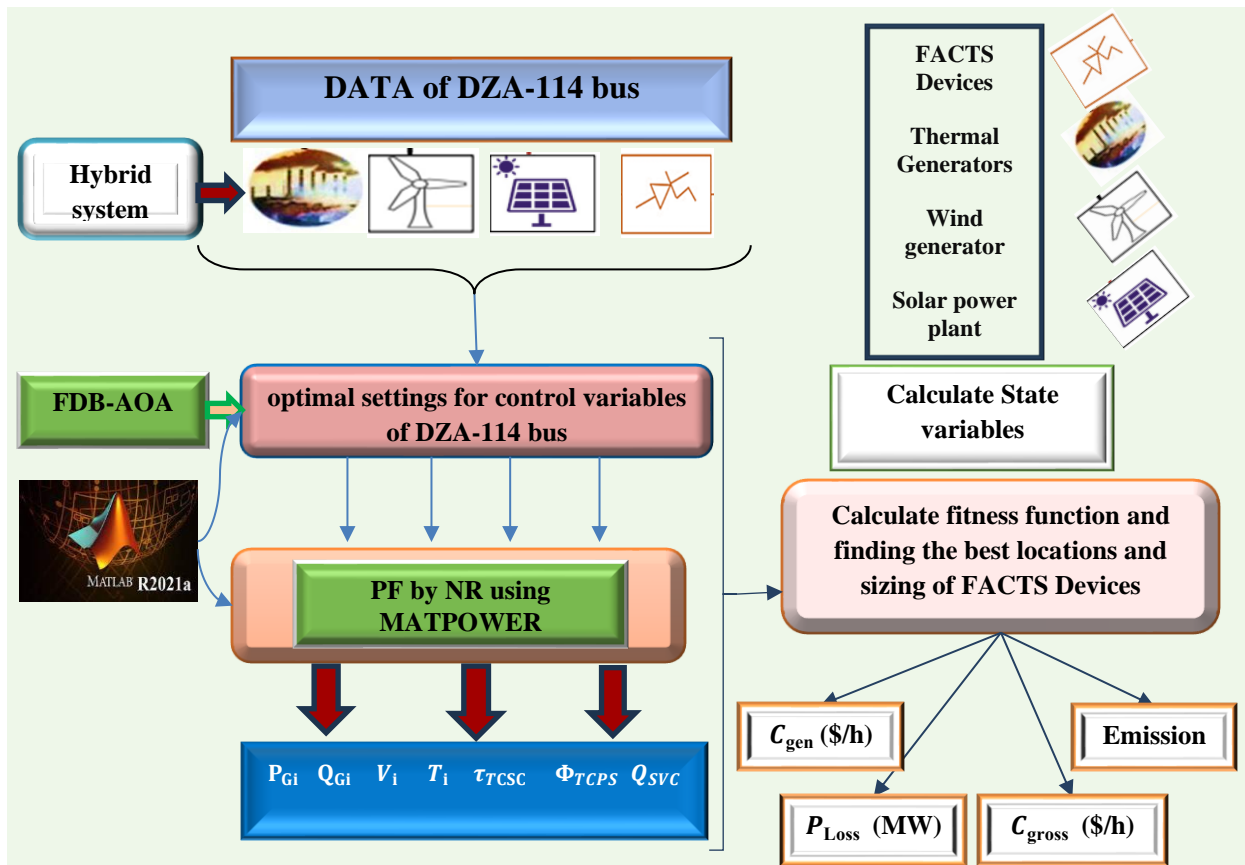 DATA of DZA-114 bus
Hybrid
system
FDB-AOA
optimal settings for control variables
of DZA-114 bus
MATLAB R2021a
PF by NR using
MATPOWER
P_Gi Q_Gi V_i T_i τ_TCSC Φ_TCPS Q_SVC
FACTS
Devices
Thermal
Generators
Wind
generator
Solar power
plant
Calculate State
variables
Calculate fitness function and
finding the best locations and
sizing of FACTS Devices
C_gen ($/h)
Emission
P_Loss (MW)
C_gross ($/h)